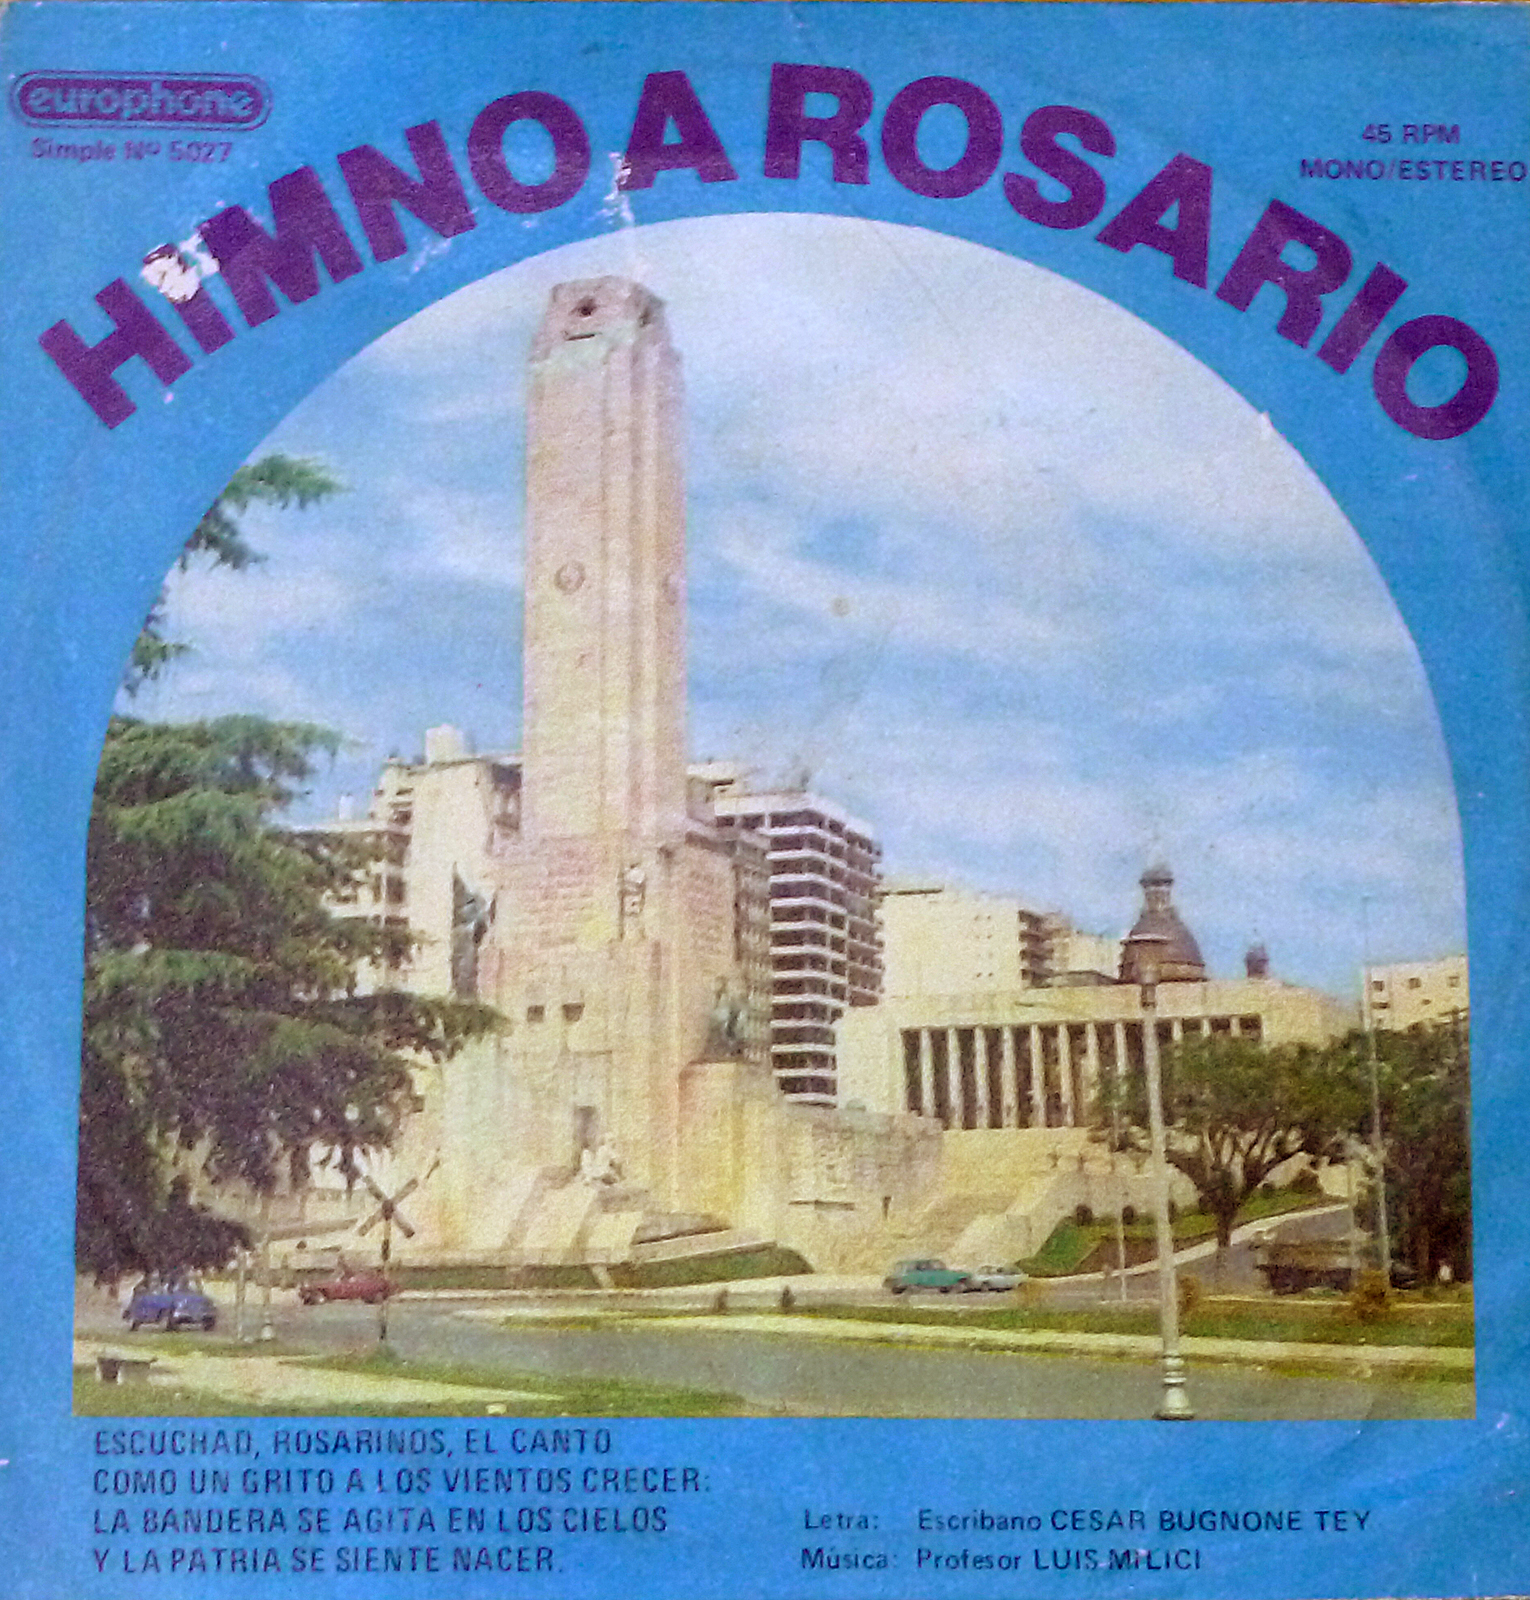 europhone
Simple Nº 5027
HIMNO A ROSARIO
45 RPM
MONO/ESTEREO
ESCUCHAD, ROSARINOS, EL CANTO
COMO UN GRITO A LOS VIENTOS CRECER:
LA BANDERA SE AGITA EN LOS CIELOS
Y LA PATRIA SE SIENTE NACER.
Letra: Escribano CESAR BUGNONE TEY
Música: Profesor LUIS MILICI